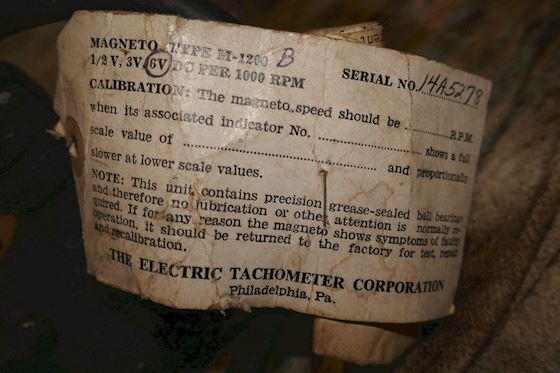 MAGNETO TYPE M-1200 B
1/2 V, 3V, 6V DC PER 1000 RPM
SERIAL NO. 14A5278
CALIBRATION: The magneto speed should be ............ R.P.M.
when its associated indicator No. ............................ shows a full
scale value of .................................................... and proportionally
slower at lower scale values.
NOTE: This unit contains precision grease-sealed ball bearings
and therefore no lubrication or other attention is normally re-
quired. If for any reason the magneto shows symptoms of faulty
operation, it should be returned to the factory for test, repair
and recalibration.
THE ELECTRIC TACHOMETER CORPORATION
Philadelphia, Pa.